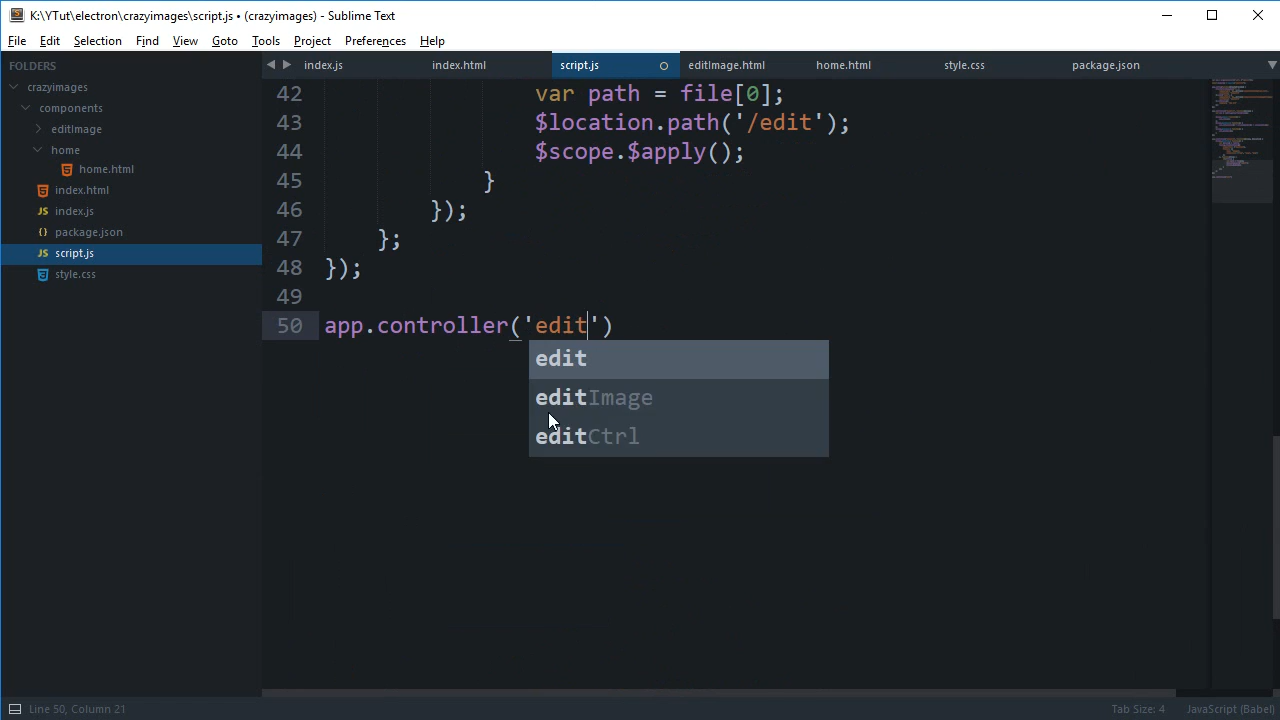 K:\YTut\electron\crazyimages\script.js • (crazyimages) - Sublime Text
File Edit Selection Find View Goto Tools Project Preferences Help
FOLDERS
crazyimages
components
editImage
home
home.html
index.html
index.js
package.json
script.js
style.css
index.js index.html script.js editImage.html home.html style.css package.json
42 var path = file[0];
43 $location.path('/edit');
44 $scope.$apply();
45 }
46 });
47 };
48 });
49
50 app.controller('edit')
edit
editImage
editCtrl
Line 50, Column 21 Tab Size: 4 JavaScript (Babel)